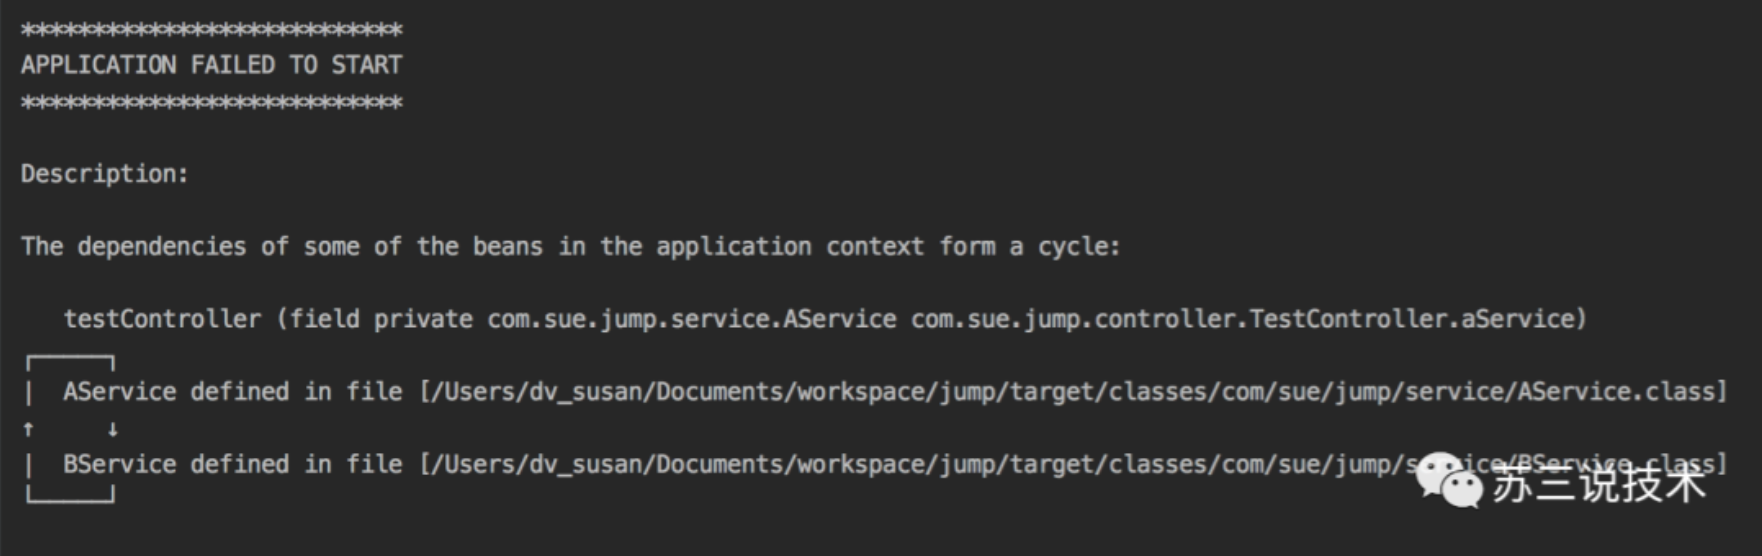 ***************************
APPLICATION FAILED TO START
***************************
Description:
The dependencies of some of the beans in the application context form a cycle:
testController (field private com.sue.jump.service.AService com.sue.jump.controller.TestController.aService)
┌─────┐
|  AService defined in file [/Users/dv_susan/Documents/workspace/jump/target/classes/com/sue/jump/service/AService.class]
↑     ↓
|  BService defined in file [/Users/dv_susan/Documents/workspace/jump/target/classes/com/sue/jump/service/BService.class]
└─────┘
苏三说技术